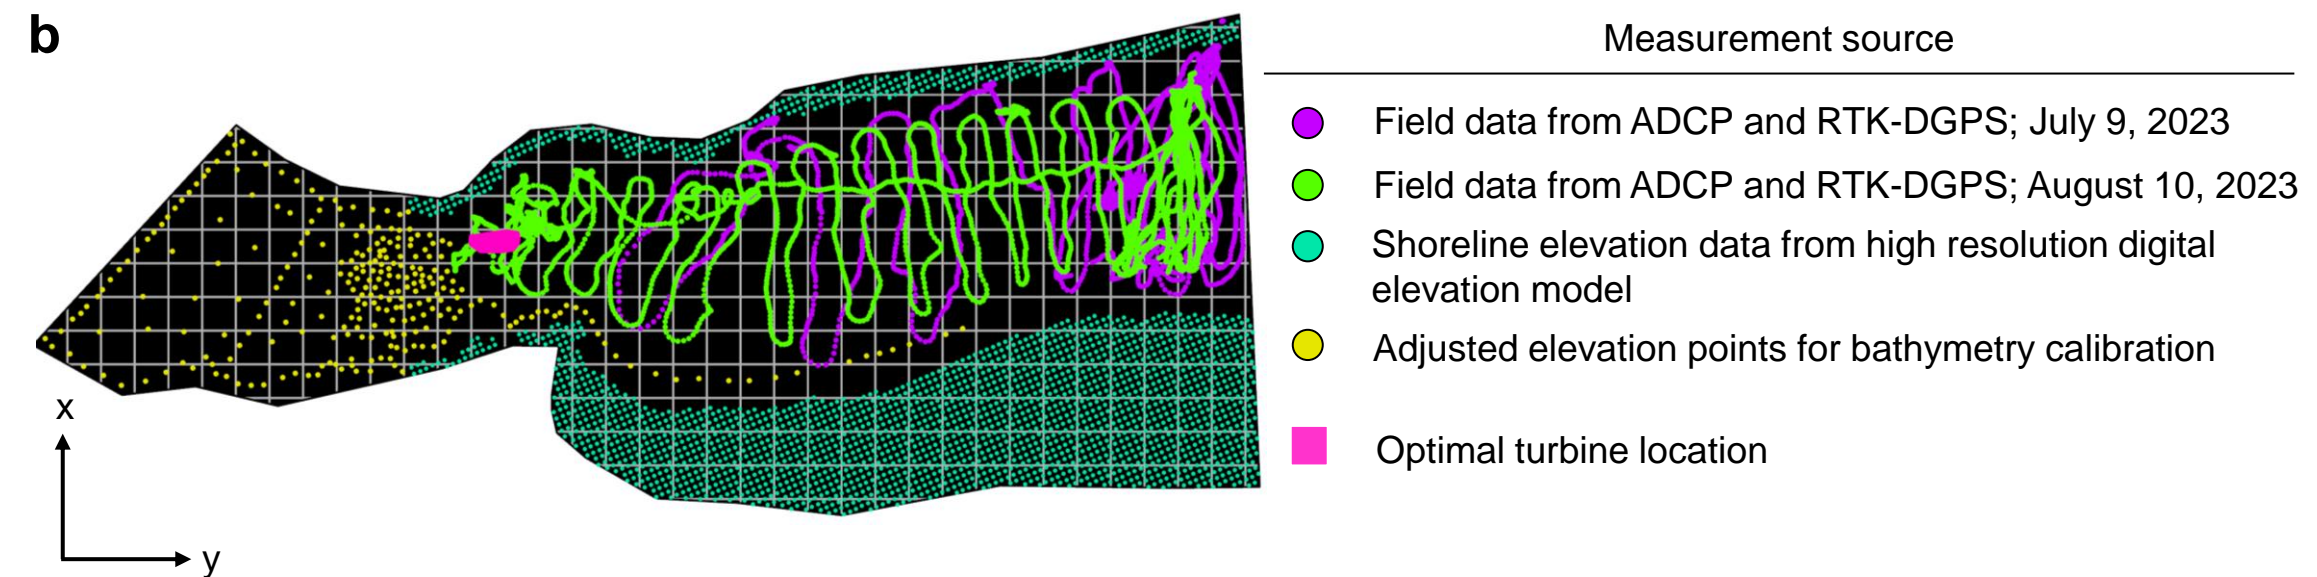 b
Measurement source
Field data from ADCP and RTK-DGPS; July 9, 2023
Field data from ADCP and RTK-DGPS; August 10, 2023
Shoreline elevation data from high resolution digital
elevation model
Adjusted elevation points for bathymetry calibration
Optimal turbine location
x
y